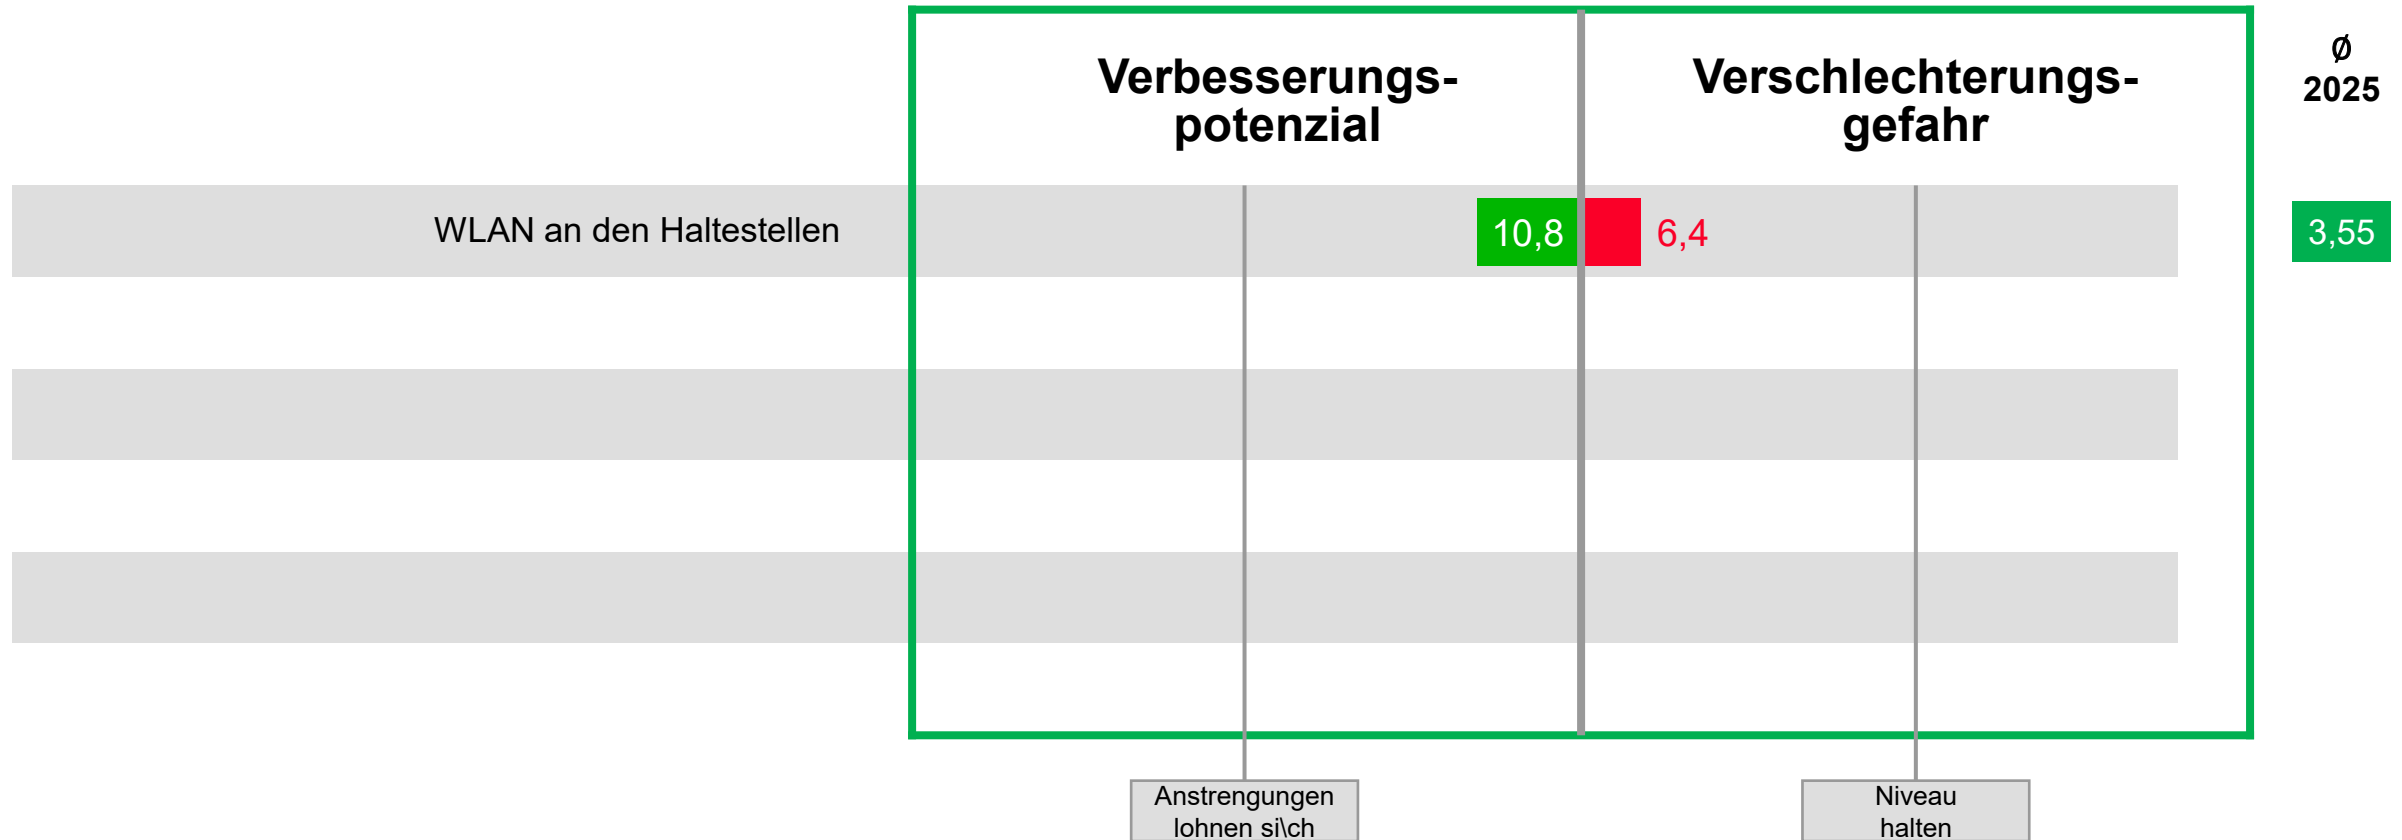 Verbesserungs-
potenzial
Verschlechterungs-
gefahr
Ø
2025
WLAN an den Haltestellen
10,8
6,4
3,55
Anstrengungen
lohnen si\ch
Niveau
halten